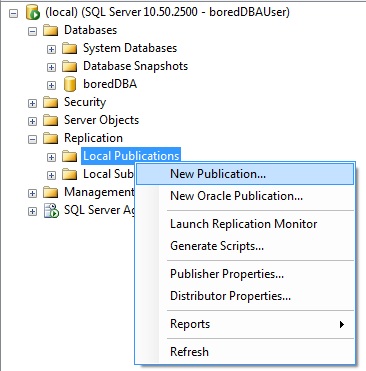 (local) (SQL Server 10.50.2500 - boredDBAUser)
Databases
System Databases
Database Snapshots
boredDBA
Security
Server Objects
Replication
Local Publications
Local Sub
Management
SQL Server Ag
New Publication...
New Oracle Publication...
Launch Replication Monitor
Generate Scripts...
Publisher Properties...
Distributor Properties...
Reports
Refresh